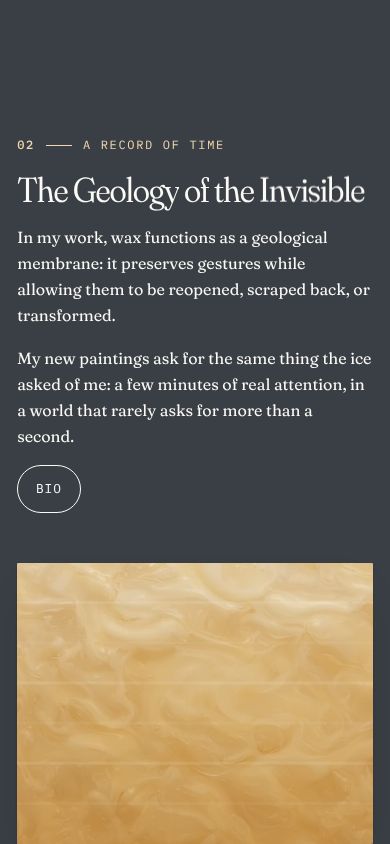 02 A RECORD OF TIME
The Geology of the Invisible
In my work, wax functions as a geological
membrane: it preserves gestures while
allowing them to be reopened, scraped back, or
transformed.
My new paintings ask for the same thing the ice
asked of me: a few minutes of real attention, in
a world that rarely asks for more than a
second.
BIO